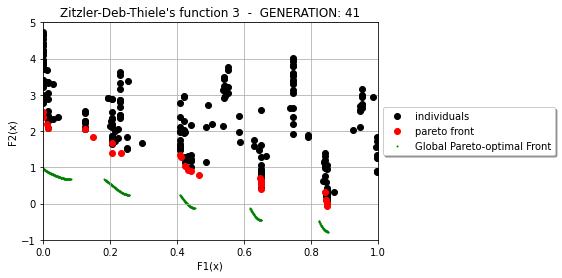 Zitzler-Deb-Thiele's function 3 - GENERATION: 41
5
4
3
2
1
0
−1
F2(x)
0.0 0.2 0.4 0.6 0.8 1.0
F1(x)
individuals
pareto front
Global Pareto-optimal Front